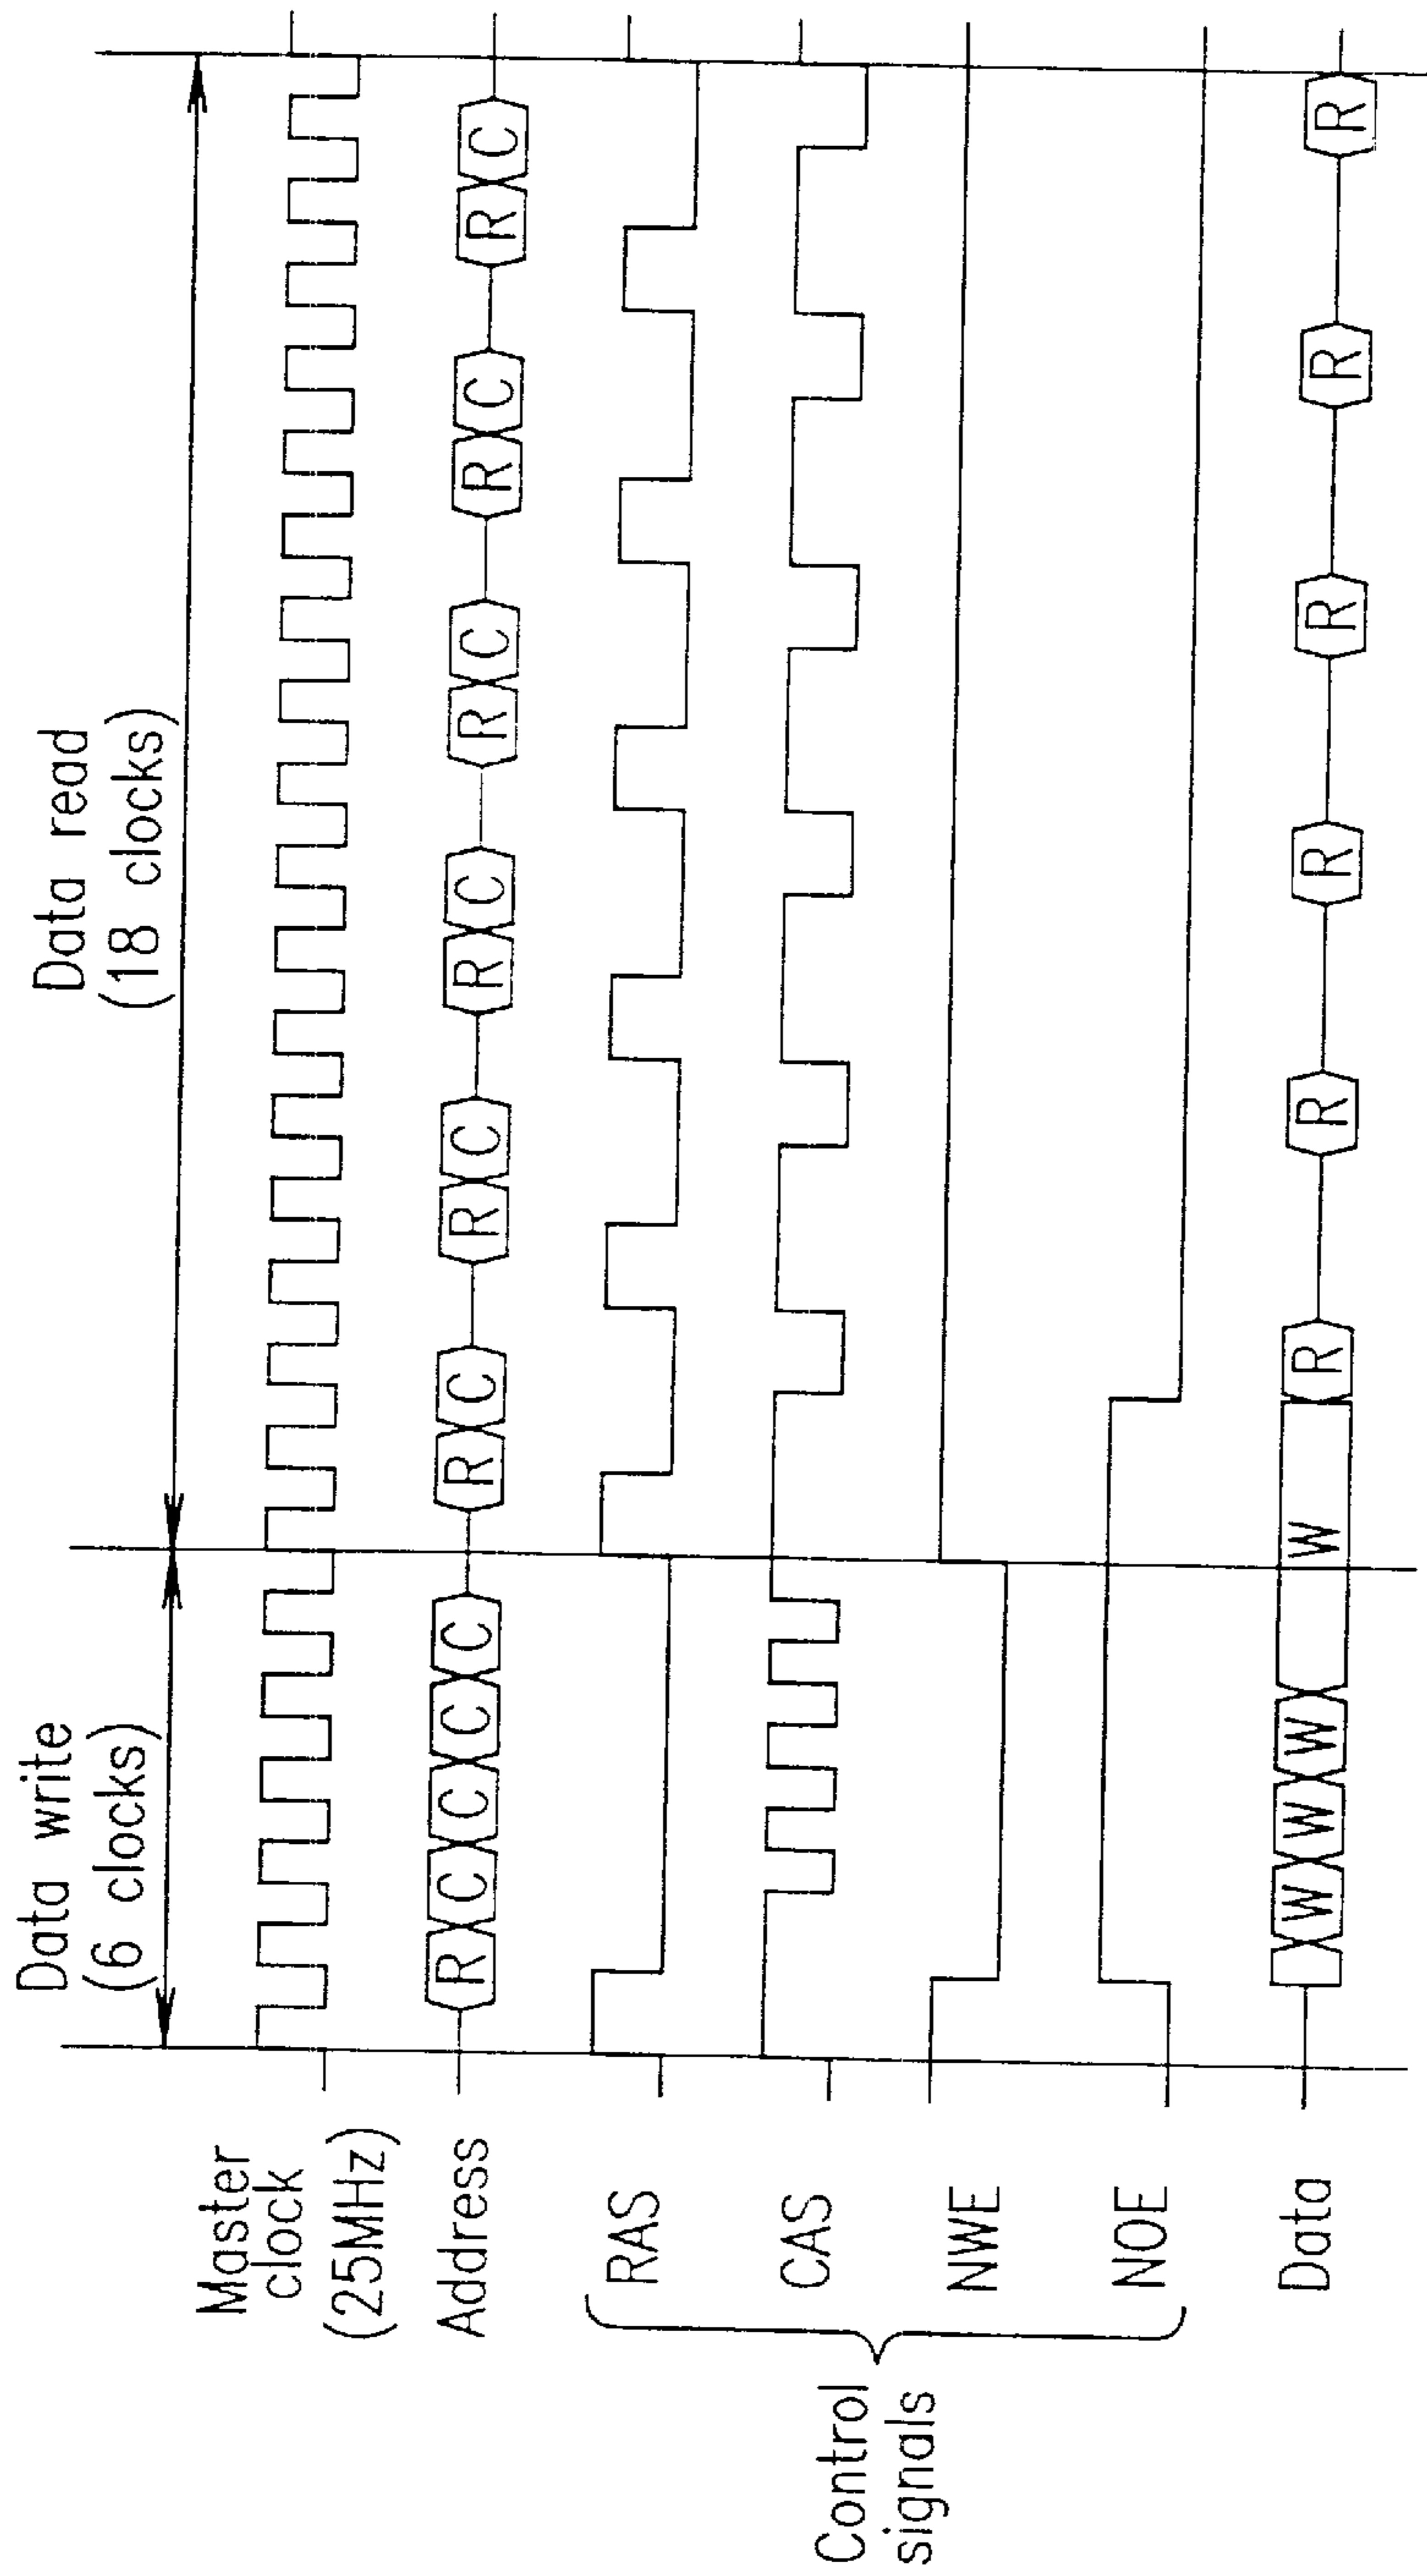 Data write
(6 clocks)
Data read
(18 clocks)
Master
clock
(25MHz)
Address
R C C C C R C R C R C R C R C R C
Control
signals
RAS
CAS
NWE
NOE
Data
W W W W R R R R R R